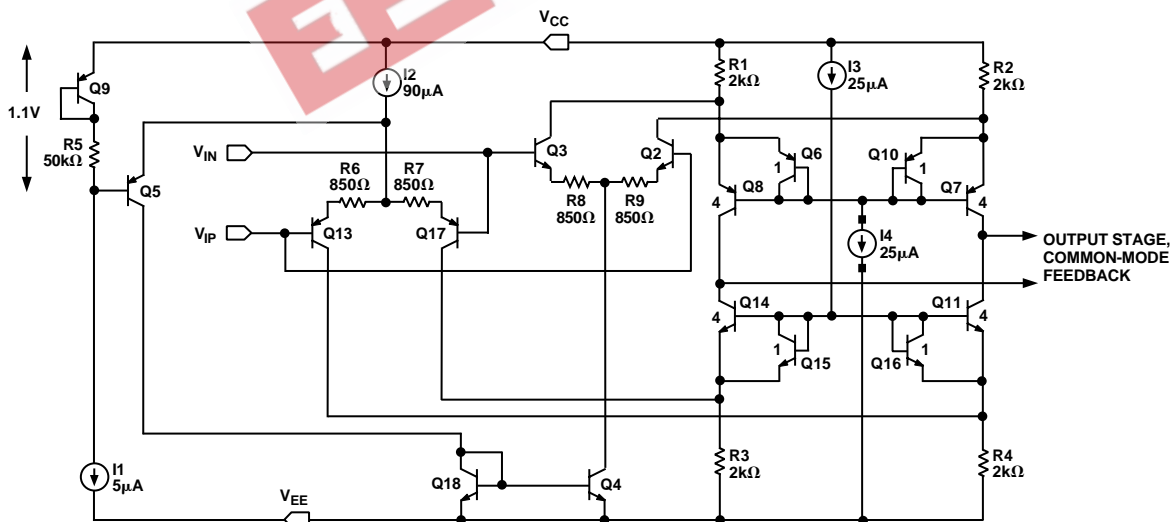 VCC
1.1V
Q9
R5
50kΩ
I2
90µA
R1
2kΩ
I3
25µA
R2
2kΩ
VIN
Q3
Q2
Q5
R6
850Ω
R7
850Ω
R8
850Ω
R9
850Ω
VIP
Q13
Q17
Q6
1
Q10
1
Q8
4
Q7
4
I4
25µA
OUTPUT STAGE,
COMMON-MODE
FEEDBACK
Q14
4
Q11
4
1
Q15
Q16
1
I1
5µA
VEE
Q18
Q4
R3
2kΩ
R4
2kΩ